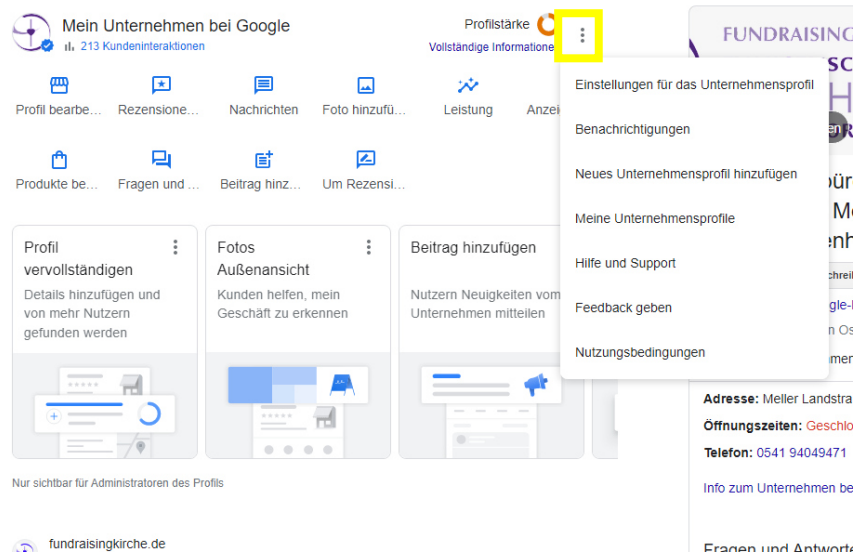 Mein Unternehmen bei Google
213 Kundeninteraktionen
Profilstärke
Vollständige Informatione
Profil bearbe...
Rezensione...
Nachrichten
Foto hinzufü...
Leistung
Anzei
Produkte be...
Fragen und ...
Beitrag hinz...
Um Rezensi...
Einstellungen für das Unternehmensprofil
Benachrichtigungen
Neues Unternehmensprofil hinzufügen
Meine Unternehmensprofile
Hilfe und Support
Feedback geben
Nutzungsbedingungen
Profil
vervollständigen
Details hinzufügen und
von mehr Nutzern
gefunden werden
Fotos
Außenansicht
Kunden helfen, mein
Geschäft zu erkennen
Beitrag hinzufügen
Nutzern Neuigkeiten vom
Unternehmen mitteilen
Nur sichtbar für Administratoren des Profils
fundraisingkirche.de
FUNDRAISING
Adresse: Meller Landstra
Öffnungszeiten: Geschlo
Telefon: 0541 94049471
Info zum Unternehmen be
Fragen und Antworte